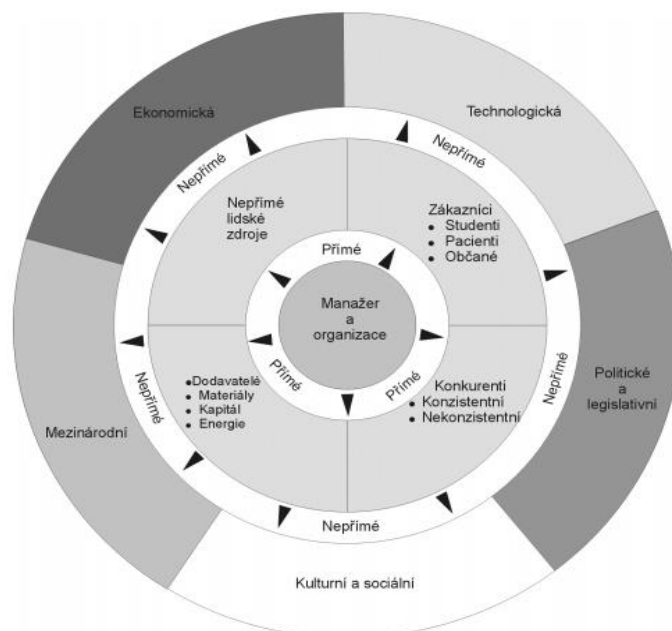 Ekonomická
Technologická
Nepřímé
Nepřímé
Nepřímé
lidské
zdroje
Zákazníci
• Studenti
• Pacienti
• Občané
Přímé
Manažer
a
organizace
Přímé
Přímé
•Dodavatelé
• Materiály
• Kapitál
• Energie
Konkurenti
• Konzistentní
• Nekonzistentní
Nepřímé
Nepřímé
Politické a
legislativní
Mezinárodní
Nepřímé
Kulturní a sociální